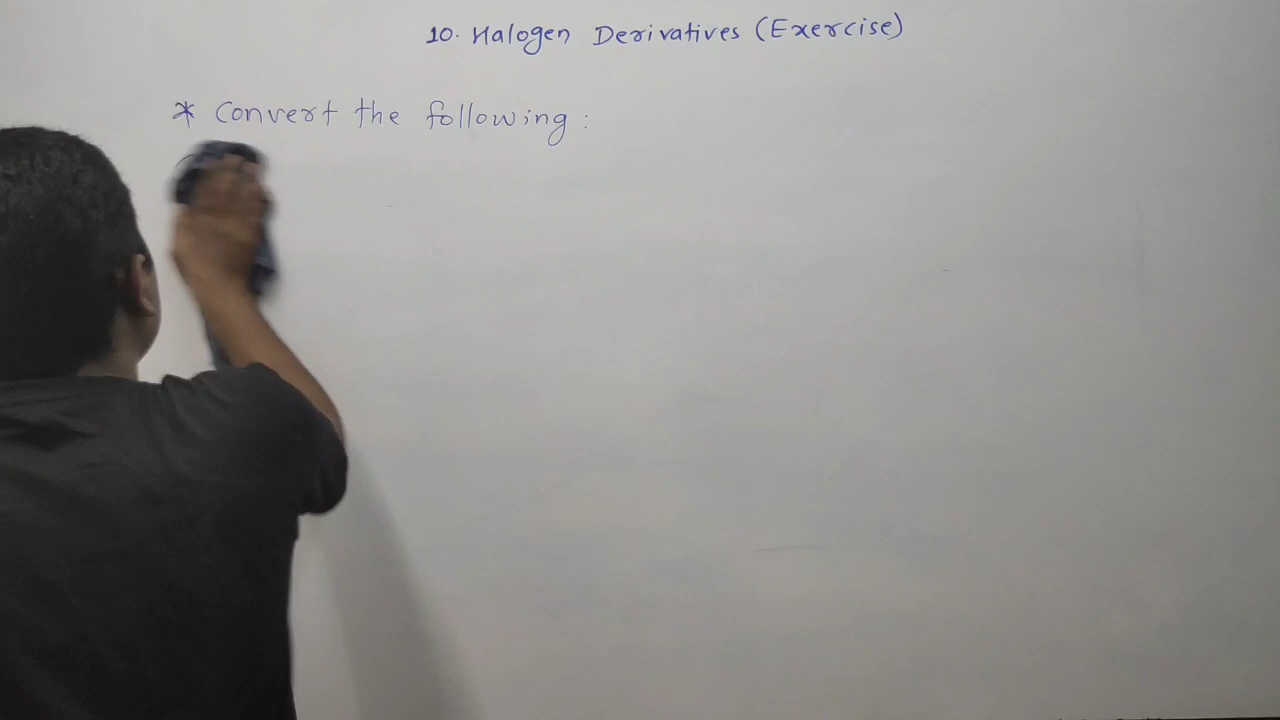 10. Halogen Derivatives (Exercise)
* Convert the following :